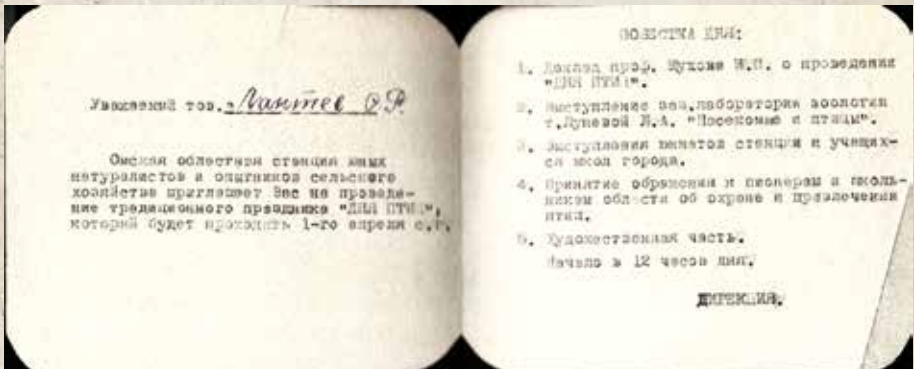 Уважаемый тов. Лаптев
Омская областная станция юных
натуралистов и опытников сельского
хозяйства приглашает Вас на проведе-
ние традиционного праздника "ДНЯ ПТИЦ",
который будет проходить 1-го апреля с.г.
ПОВЕСТКА ДНЯ:
1. Доклад проф. о проведении
"ДНЯ ПТИЦ".
2. Выступление зав.лаборатории зоологии
т.Луневой "Насекомые и птицы".
3. Выступления юннатов станции и учащих-
ся школ города.
4. Принятие обращения к пионерам и школь-
никам области об охране и привлечении
птиц.
5. Художественная часть.
Начало в 12 часов дня.
ДИРЕКЦИЯ.